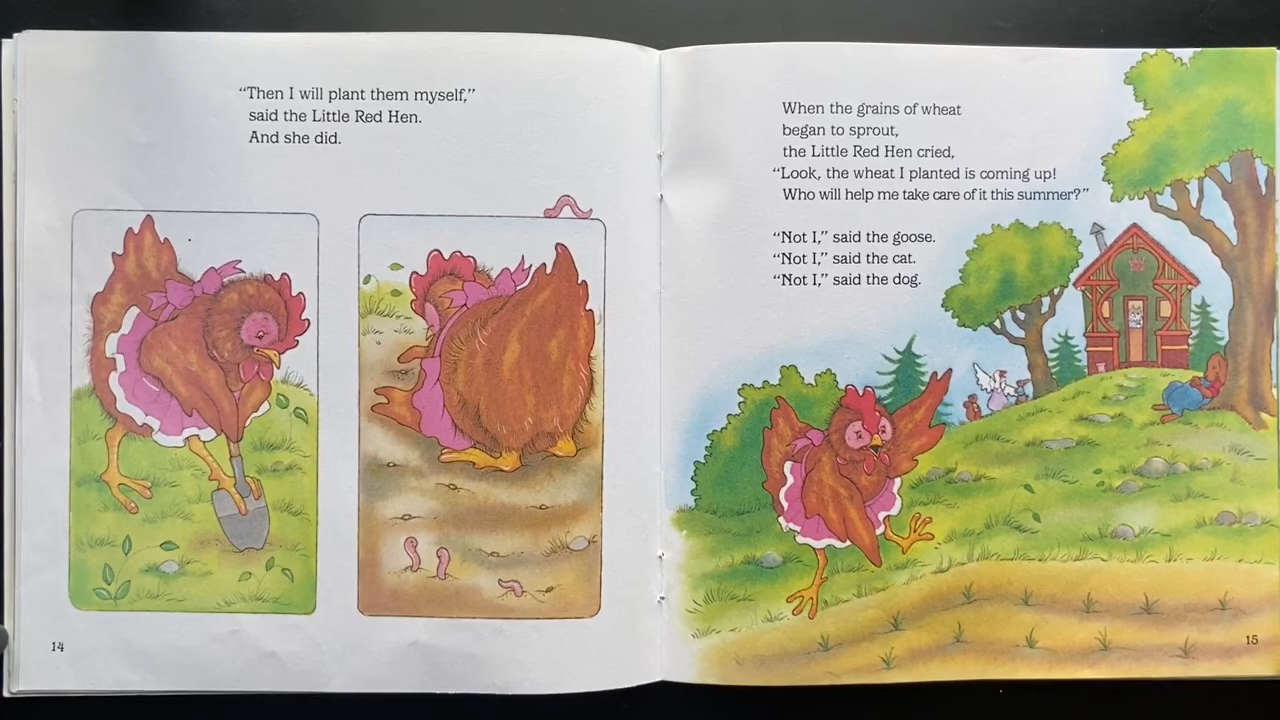 “Then I will plant them myself,”
said the Little Red Hen.
And she did.
14
When the grains of wheat
began to sprout,
the Little Red Hen cried,
“Look, the wheat I planted is coming up!
Who will help me take care of it this summer?”
“Not I,” said the goose.
“Not I,” said the cat.
“Not I,” said the dog.
15